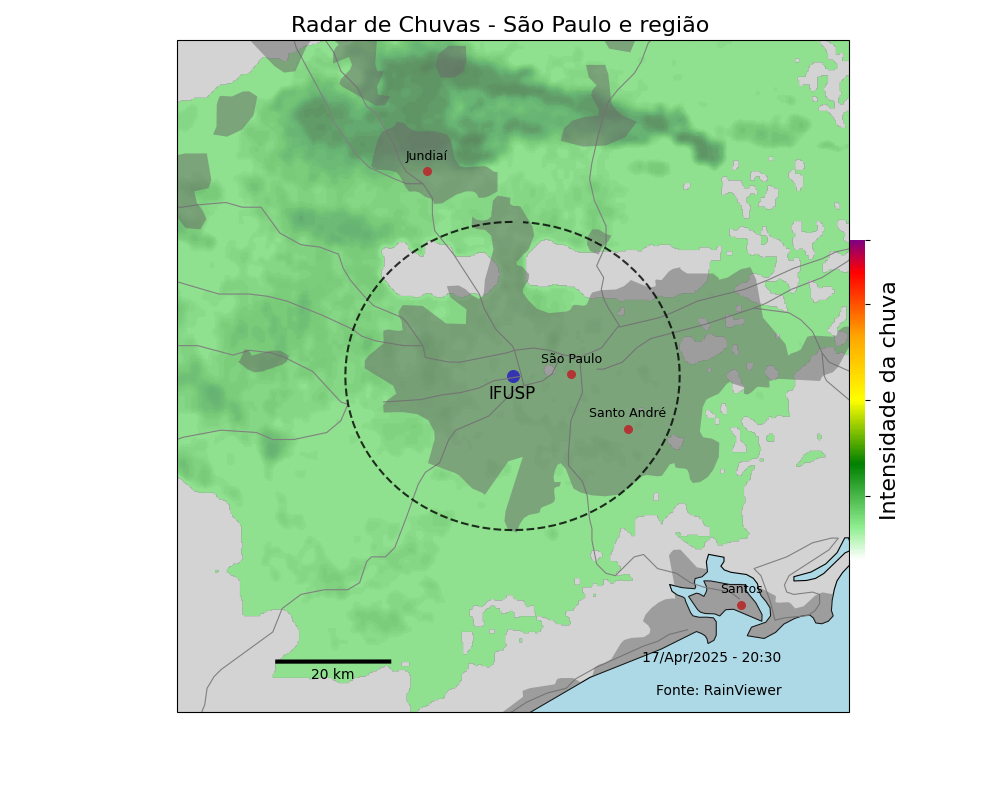 Radar de Chuvas - São Paulo e região
Jundiaí
São Paulo
IFUSP
Santo André
Santos
17/Apr/2025 - 20:30
20 km
Fonte: RainViewer
Intensidade da chuva